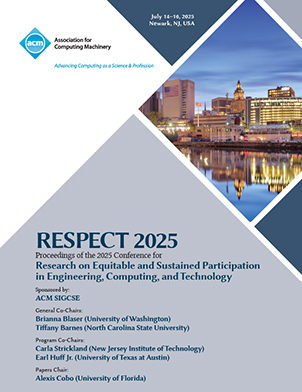 July 14–16, 2025
Newark, NJ, USA
acm
Association for
Computing Machinery
Advancing Computing as a Science & Profession
RESPECT 2025
Proceedings of the 2025 Conference for
Research on Equitable and Sustained Participation
in Engineering, Computing, and Technology
Sponsored by:
ACM SIGCSE
General Co-Chairs:
Brianna Blaser (University of Washington)
Tiffany Barnes (North Carolina State University)
Program Co-Chairs:
Carla Strickland (New Jersey Institute of Technology)
Earl Huff Jr. (University of Texas at Austin)
Papers Chair:
Alexis Cobo (University of Florida)